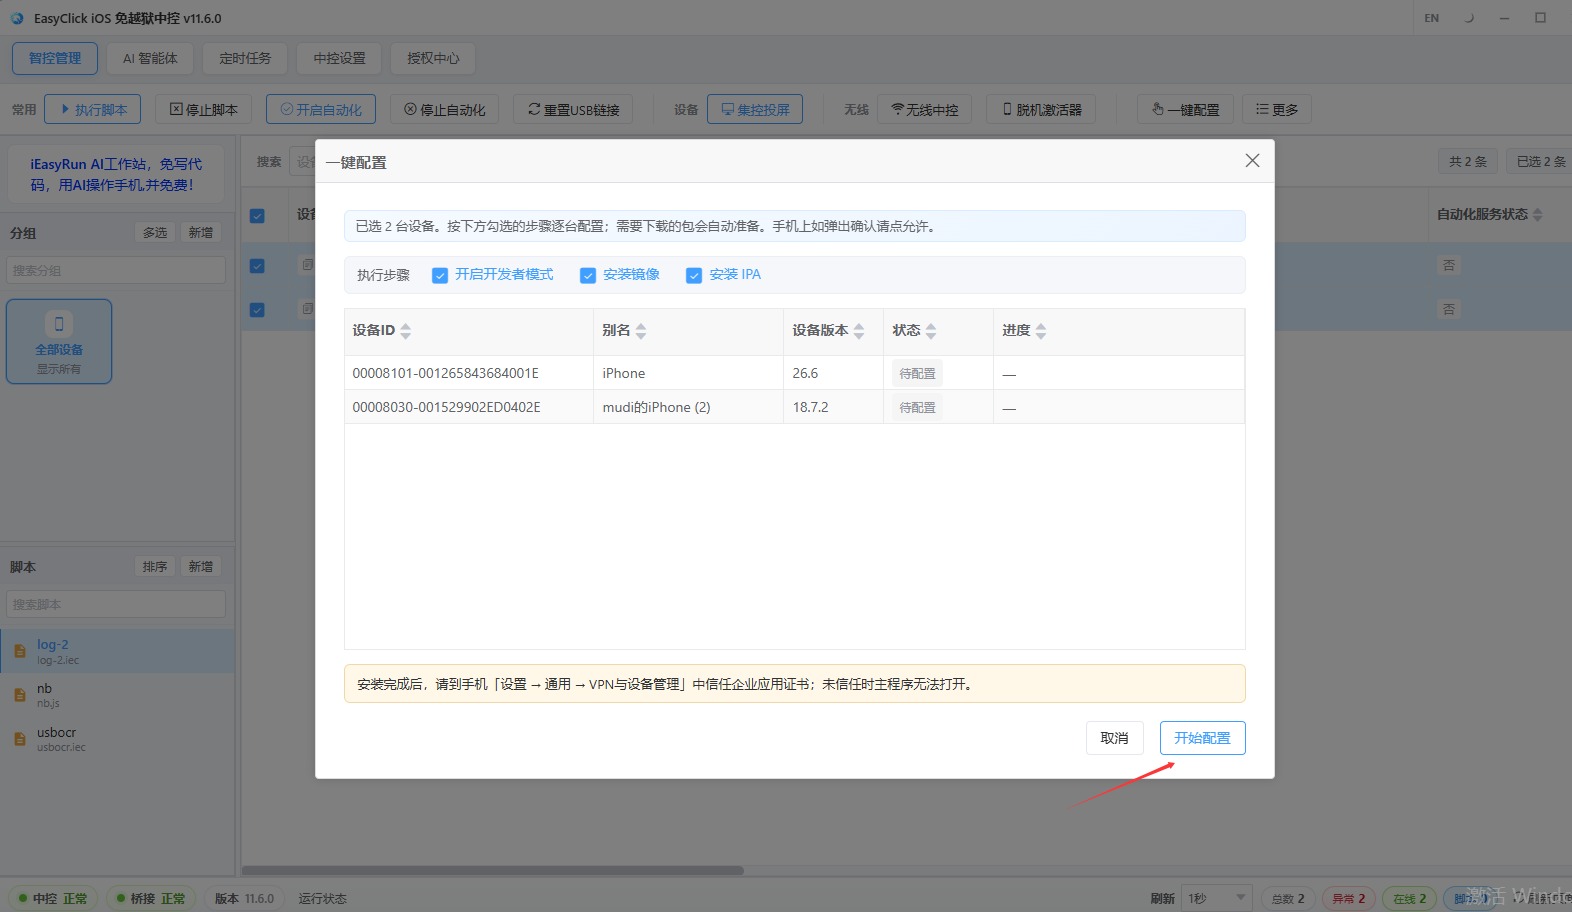 EasyClick iOS 免越狱中控 v11.6.0
EN
智控管理
AI 智能体
定时任务
中控设置
授权中心
常用
执行脚本
停止脚本
开启自动化
停止自动化
重置USB链接
设备
集控投屏
无线
无线中控
脱机激活器
一键配置
更多
iEasyRun AI工作站，免写代
码，用AI操作手机,并免费！
分组
多选
新增
搜索分组
全部设备
显示所有
脚本
排序
新增
搜索脚本
log-2
log-2.iec
nb
nb.js
usbocr
usbocr.iec
搜索
共 2 条
已选 2 条
自动化服务状态
否
否
一键配置
已选 2 台设备。按下方勾选的步骤逐台配置；需要下载的包会自动准备。手机上如弹出确认请点允许。
执行步骤
开启开发者模式
安装镜像
安装 IPA
设备ID
别名
设备版本
状态
进度
00008101-001265843684001E
iPhone
26.6
待配置
—
00008030-001529902ED0402E
mudi的iPhone (2)
18.7.2
待配置
—
安装完成后，请到手机「设置 → 通用 → VPN与设备管理」中信任企业应用证书；未信任时主程序无法打开。
取消
开始配置
中控 正常
桥接 正常
版本 11.6.0
运行状态
刷新
1秒
总数 2
异常 2
在线 2
激活